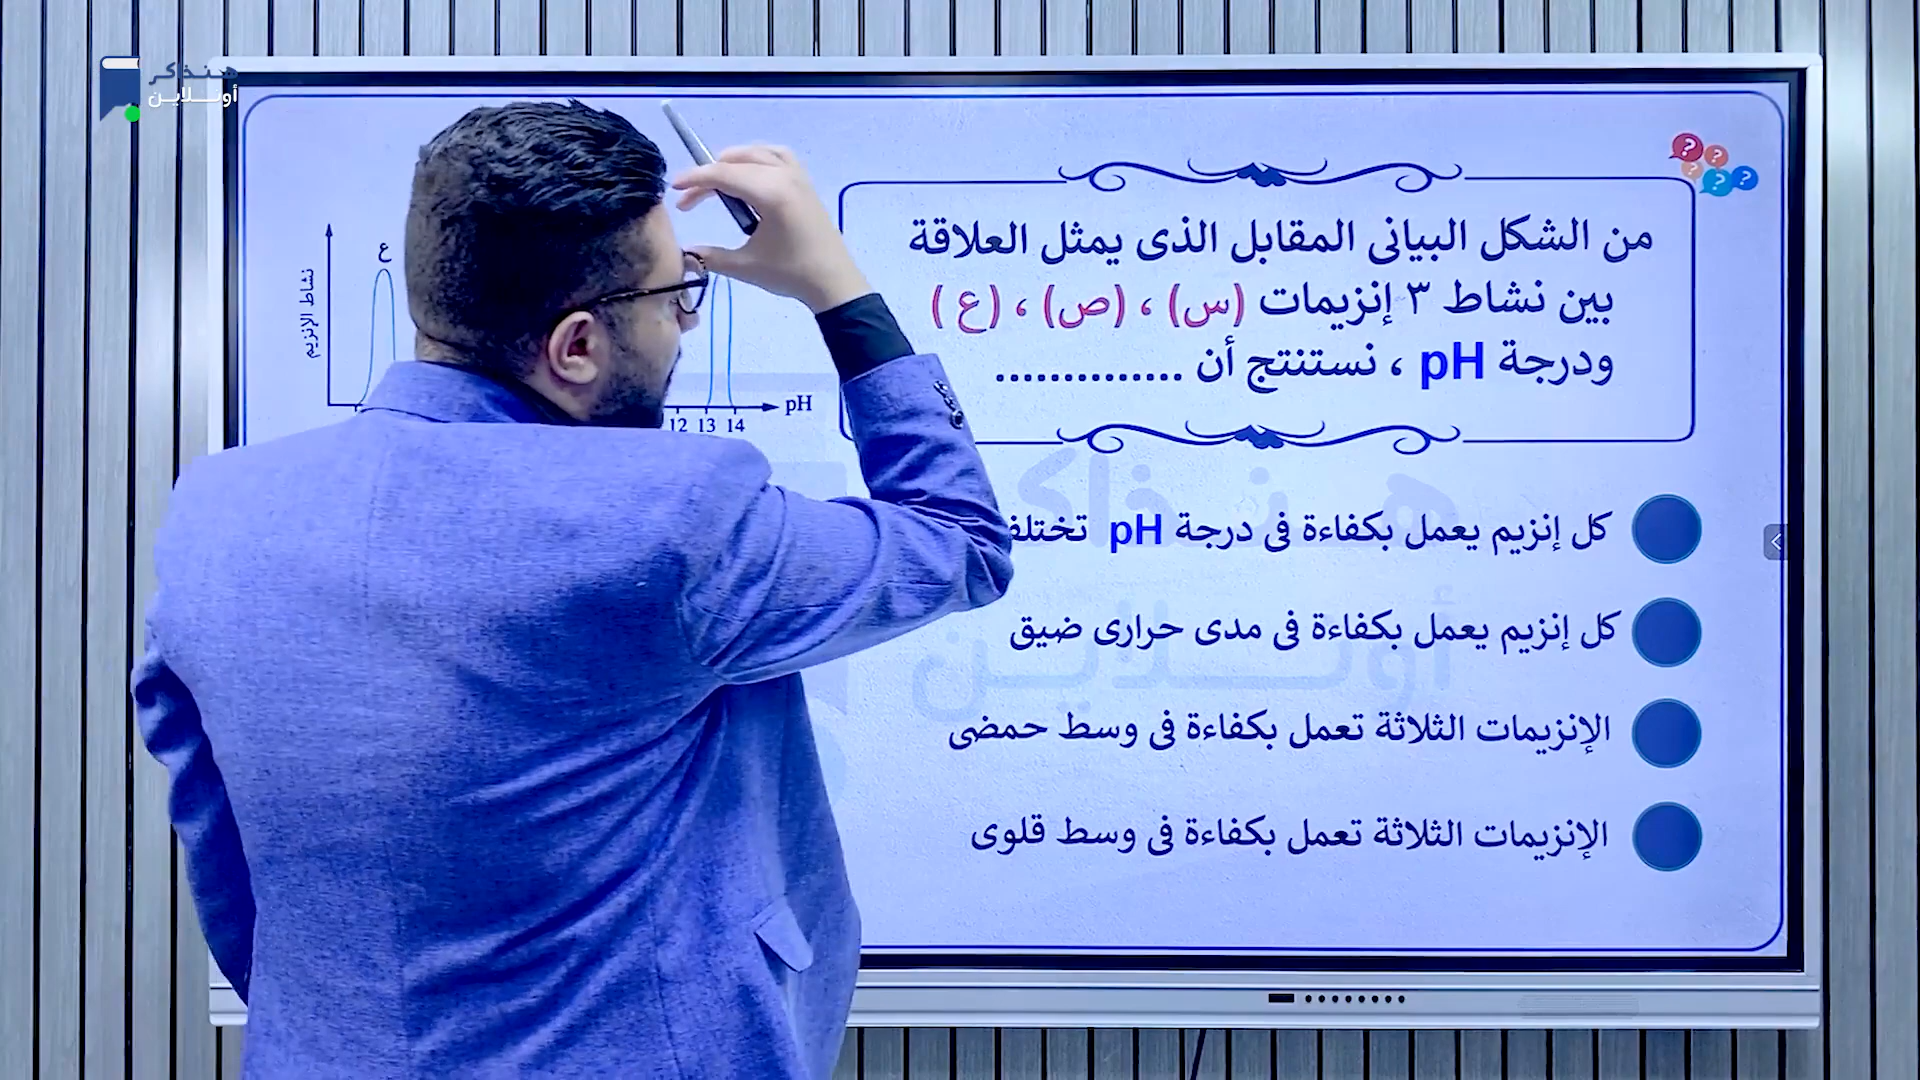 هنذاكر
أونلاين
من الشكل البيانى المقابل الذى يمثل العلاقة
بين نشاط ٣ إنزيمات (س) ، (ص) ، (ع )
ودرجة pH ، نستنتج أن ..............
ع
نشاط الإنزيم
pH
12 13 14
كل إنزيم يعمل بكفاءة فى درجة pH
كل إنزيم يعمل بكفاءة فى مدى حرارى ضيق
الإنزيمات الثلاثة تعمل بكفاءة فى وسط حمضى
الإنزيمات الثلاثة تعمل بكفاءة فى وسط قلوى